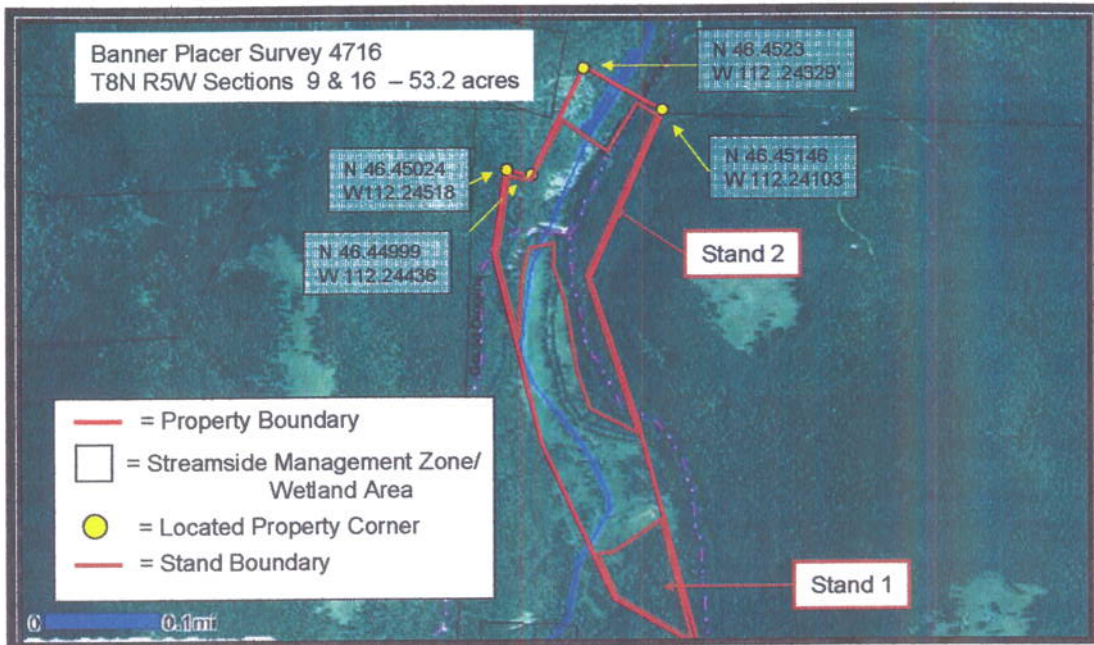 Banner Placer Survey 4716
T8N R5W Sections 9 & 16 – 53.2 acres
N 46.4523
W 112 .24329'
N 46.45146
W 112.24103
N 46.45024
W112.24518
N 46.44999
W 112.24436
Stand 2
= Property Boundary
= Streamside Management Zone/
Wetland Area
= Located Property Corner
= Stand Boundary
Stand 1
0 0.1mi